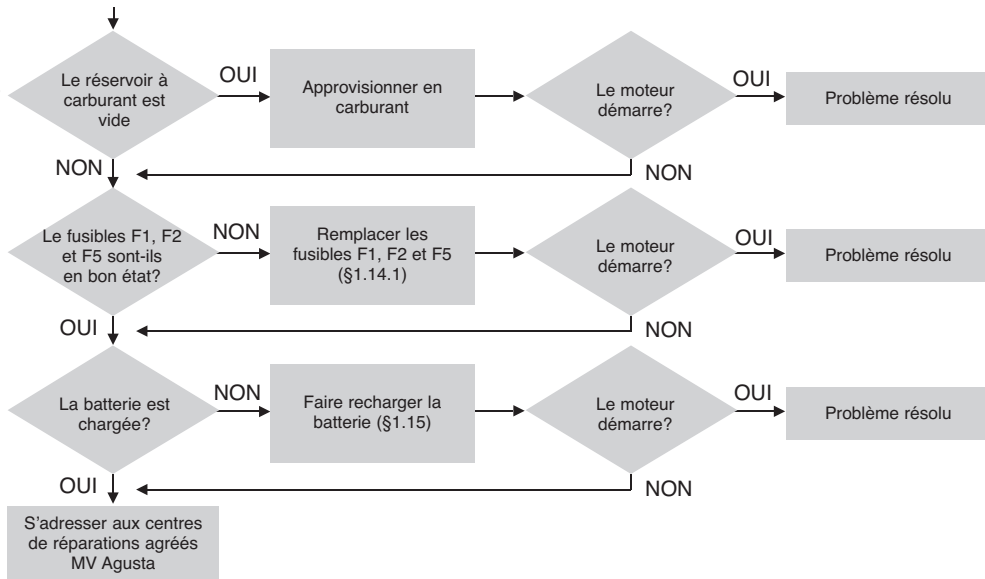 Le réservoir à
carburant est
vide
OUI
Approvisionner en
carburant
Le moteur
démarre?
OUI
Problème résolu
NON
NON
Le fusibles F1, F2
et F5 sont-ils
en bon état?
NON
Remplacer les
fusibles F1, F2 et F5
(§1.14.1)
Le moteur
démarre?
OUI
Problème résolu
OUI
NON
La batterie est
chargée?
NON
Faire recharger la
batterie (§1.15)
Le moteur
démarre?
OUI
Problème résolu
OUI
NON
S'adresser aux centres
de réparations agréés
MV Agusta